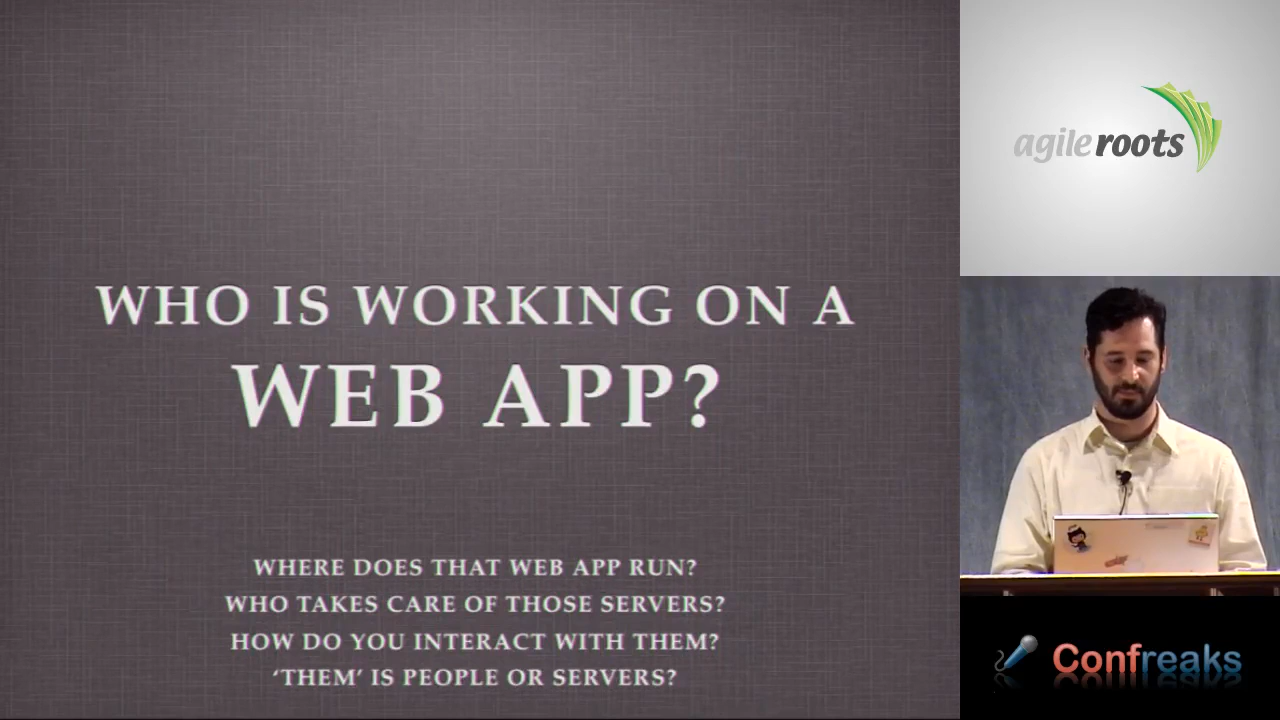 WHO IS WORKING ON A
WEB APP?
WHERE DOES THAT WEB APP RUN?
WHO TAKES CARE OF THOSE SERVERS?
HOW DO YOU INTERACT WITH THEM?
‘THEM’ IS PEOPLE OR SERVERS?
agile roots
Confreaks